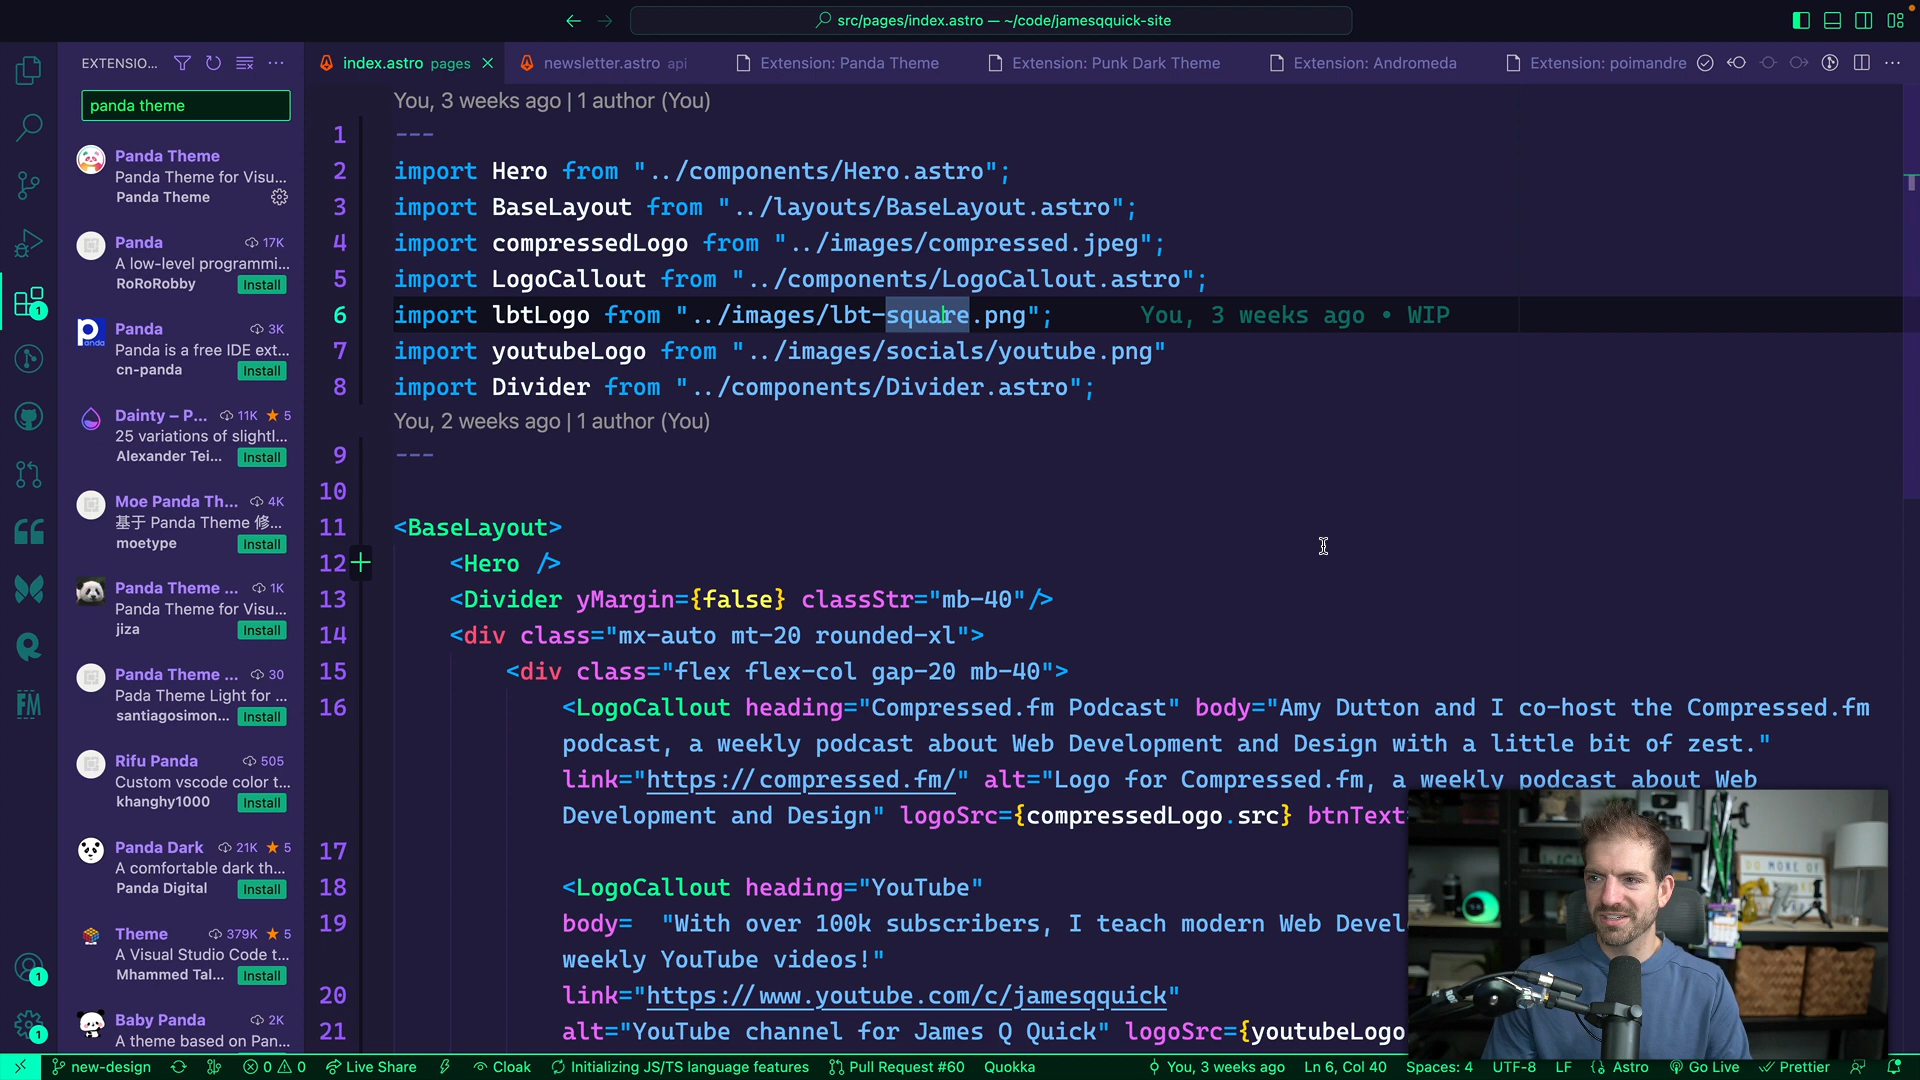 src/pages/index.astro — ~/code/jamesqquick-site
EXTENSIO...
index.astro pages
newsletter.astro api
Extension: Panda Theme
Extension: Punk Dark Theme
Extension: Andromeda
Extension: poimandre
panda theme
Panda Theme
Panda Theme for Visu...
Panda Theme
Panda 17K
A low-level programmi...
RoRoRobby Install
Panda 3K
Panda is a free IDE ext...
cn-panda Install
Dainty – P... 11K ★ 5
25 variations of slightl...
Alexander Tei... Install
Moe Panda Th... 4K
基于 Panda Theme 修...
moetype Install
Panda Theme ... 1K
Panda Theme for Visu...
jiza Install
Panda Theme ... 30
Pada Theme Light for ...
santiagosimon... Install
Rifu Panda 505
Custom vscode color t...
khanghy1000 Install
Panda Dark 21K ★ 5
A comfortable dark th...
Panda Digital Install
Theme 379K ★ 5
A Visual Studio Code t...
Mhammed Tal... Install
Baby Panda 2K
A theme based on Pan...
You, 3 weeks ago | 1 author (You)
1 ---
2 import Hero from "../components/Hero.astro";
3 import BaseLayout from "../layouts/BaseLayout.astro";
4 import compressedLogo from "../images/compressed.jpeg";
5 import LogoCallout from "../components/LogoCallout.astro";
6 import lbtLogo from "../images/lbt-square.png"; You, 3 weeks ago • WIP
7 import youtubeLogo from "../images/socials/youtube.png"
8 import Divider from "../components/Divider.astro";
You, 2 weeks ago | 1 author (You)
9 ---
10
11 <BaseLayout>
12 <Hero />
13 <Divider yMargin={false} classStr="mb-40"/>
14 <div class="mx-auto mt-20 rounded-xl">
15 <div class="flex flex-col gap-20 mb-40">
16 <LogoCallout heading="Compressed.fm Podcast" body="Amy Dutton and I co-host the Compressed.fm
podcast, a weekly podcast about Web Development and Design with a little bit of zest."
link="https://compressed.fm/" alt="Logo for Compressed.fm, a weekly podcast about Web
Development and Design" logoSrc={compressedLogo.src} btnText
17
18 <LogoCallout heading="YouTube"
19 body= "With over 100k subscribers, I teach modern Web Devel
weekly YouTube videos!"
20 link="https://www.youtube.com/c/jamesqquick"
21 alt="YouTube channel for James Q Quick" logoSrc={youtubeLogo
FM
1
1
1
DO MORE OF
new-design
0 0
Live Share
Cloak
Initializing JS/TS language features
Pull Request #60
Quokka
You, 3 weeks ago
Ln 6, Col 40
Spaces: 4
UTF-8
LF
Astro
Go Live
Prettier